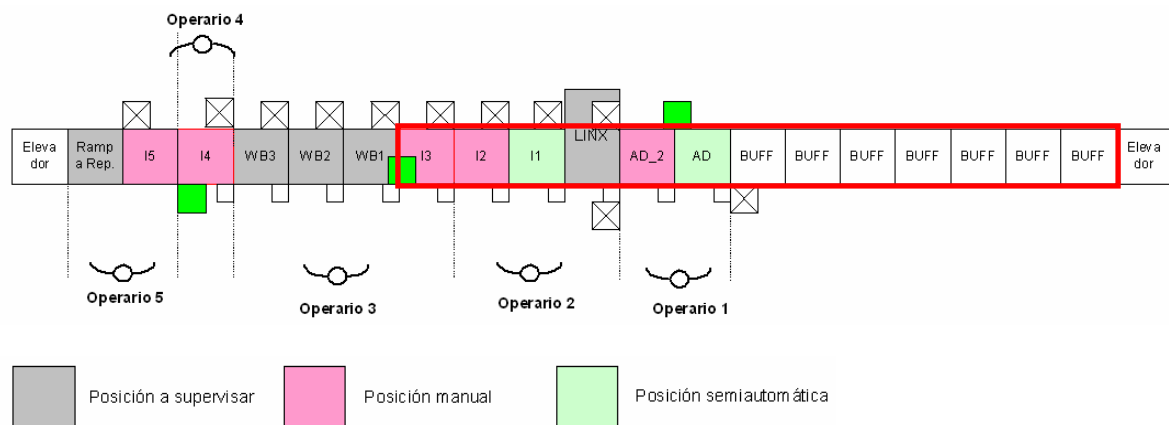 Operario 4
Eleva
dor
Ramp
a Rep.
I5
I4
WB3
WB2
WB1
I3
I2
I1
LINX
AD_2
AD
BUFF
BUFF
BUFF
BUFF
BUFF
BUFF
BUFF
Eleva
dor
Operario 5
Operario 3
Operario 2
Operario 1
Posición a supervisar
Posición manual
Posición semiautomática